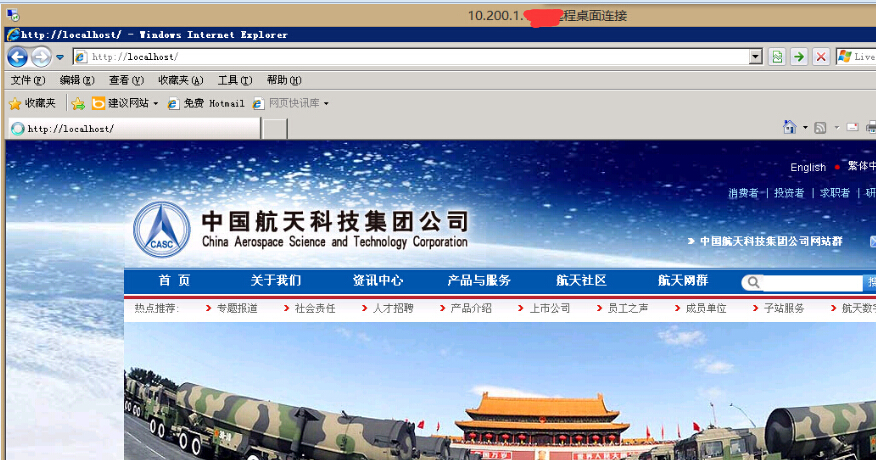 10.200.1. 程桌面连接
http://localhost/ - Windows Internet Explorer
http://localhost/ Live
文件(F) 编辑(E) 查看(V) 收藏夹(A) 工具(T) 帮助(H)
收藏夹 建议网站 免费 Hotmail 网页快讯库
http://localhost/
English 繁体中
消费者 | 投资者 | 求职者 | 研
中国航天科技集团公司
China Aerospace Science and Technology Corporation
CASC
中国航天科技集团公司网站群
首 页 关于我们 资讯中心 产品与服务 航天社区 航天网群
热点推荐: 专题报道 社会责任 人才招聘 产品介绍 上市公司 员工之声 成员单位 子站服务 航天数字